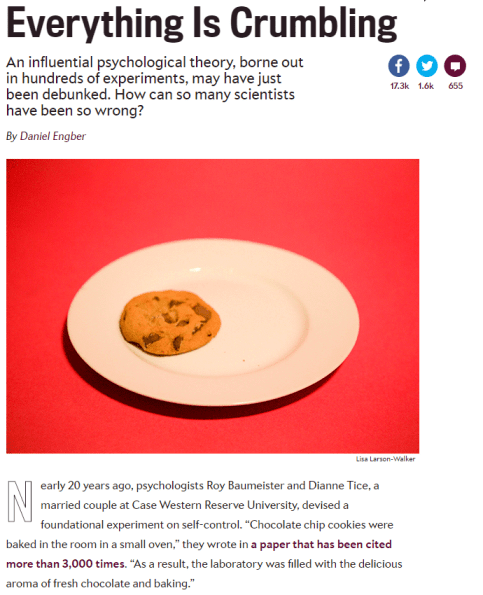 Everything Is Crumbling
An influential psychological theory, borne out
in hundreds of experiments, may have just
been debunked. How can so many scientists
have been so wrong?
17.3k 1.6k 655
By Daniel Engber
Lisa Larson-Walker
Nearly 20 years ago, psychologists Roy Baumeister and Dianne Tice, a
married couple at Case Western Reserve University, devised a
foundational experiment on self-control. “Chocolate chip cookies were
baked in the room in a small oven,” they wrote in a paper that has been cited
more than 3,000 times. “As a result, the laboratory was filled with the delicious
aroma of fresh chocolate and baking.”